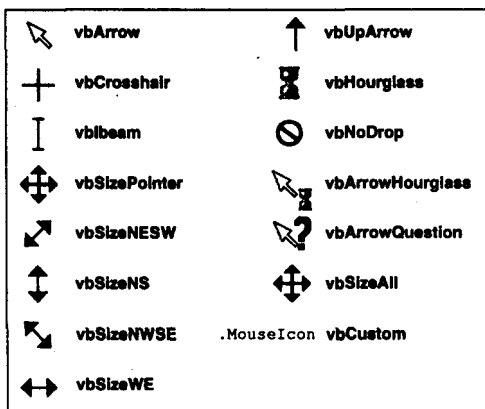 vbArrow
vbCrosshair
vbIbeam
vbSizePointer
vbSizeNESW
vbSizeNS
vbSizeNWSE
vbSizeWE
vbUpArrow
vbHourglass
vbNoDrop
vbArrowHourglass
vbArrowQuestion
vbSizeAll
.MouseIcon vbCustom